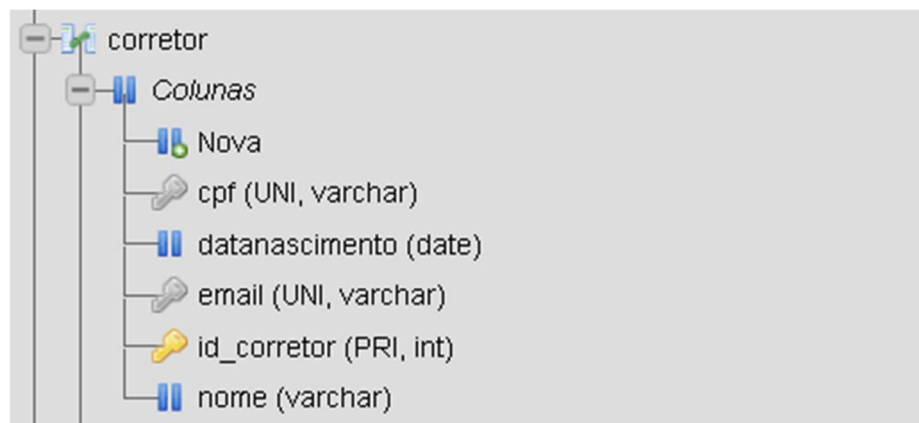 corretor
Colunas
Nova
cpf (UNI, varchar)
datanascimento (date)
email (UNI, varchar)
id_corretor (PRI, int)
nome (varchar)